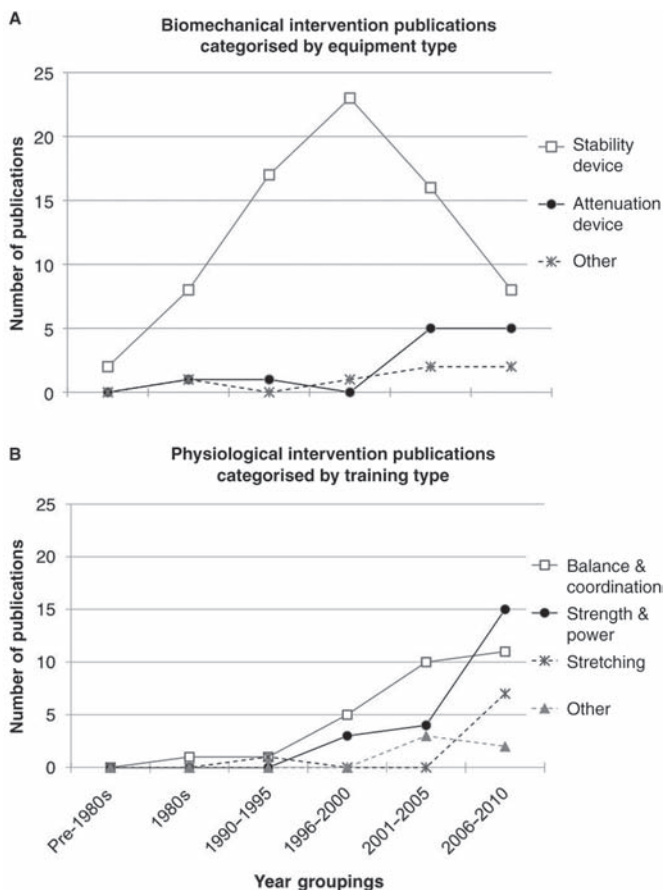 A
Biomechanical intervention publications
categorised by equipment type
25
20
15
10
5
0
Number of publications
Stability
device
Attenuation
device
Other
B
Physiological intervention publications
categorised by training type
25
20
15
10
5
0
Number of publications
Balance &
coordination
Strength &
power
Stretching
Other
Pre-1980s
1980s
1990–1995
1996–2000
2001–2005
2006–2010
Year groupings